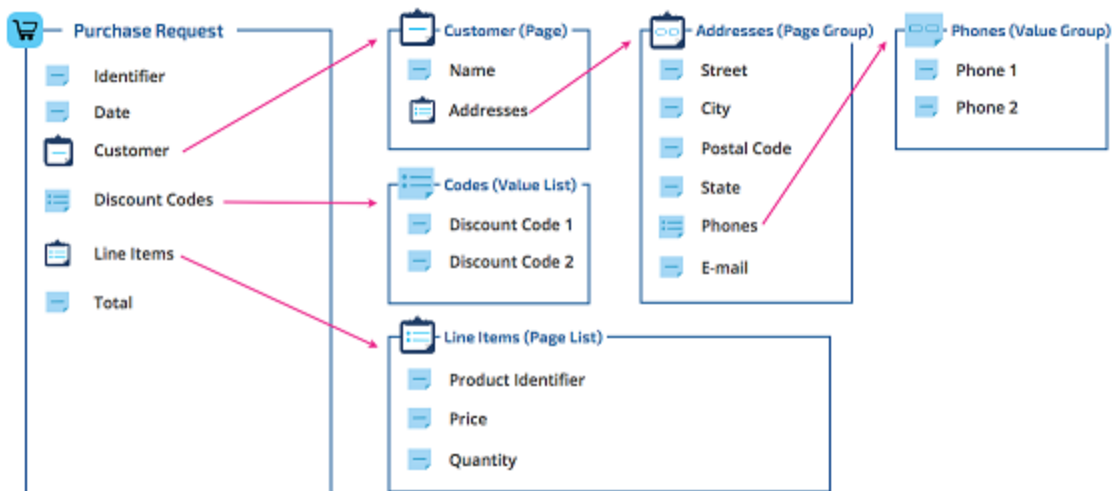 Purchase Request
Identifier
Date
Customer
Discount Codes
Line Items
Total
Customer (Page)
Name
Addresses
Codes (Value List)
Discount Code 1
Discount Code 2
Line Items (Page List)
Product Identifier
Price
Quantity
Addresses (Page Group)
Street
City
Postal Code
State
Phones
E-mail
Phones (Value Group)
Phone 1
Phone 2